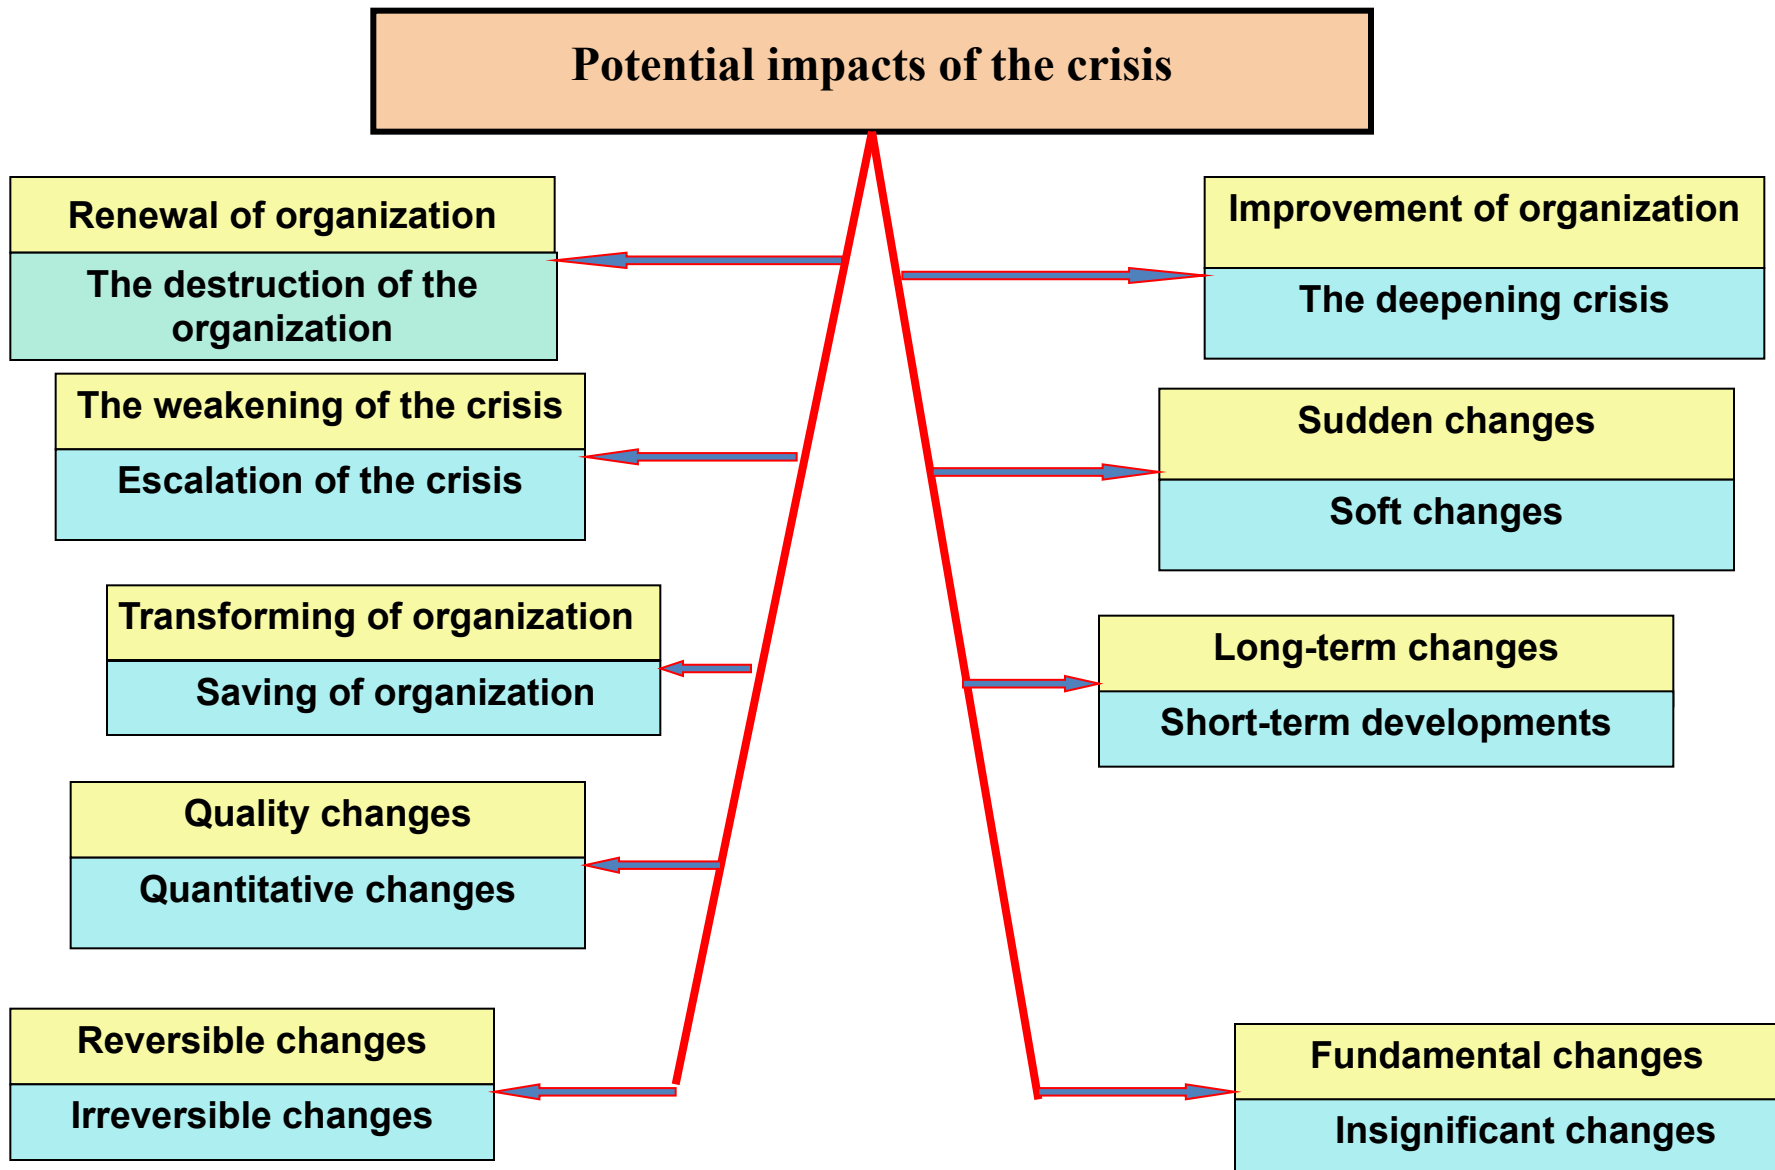 Potential impacts of the crisis
Renewal of organization
The destruction of the
organization
The weakening of the crisis
Escalation of the crisis
Transforming of organization
Saving of organization
Quality changes
Quantitative changes
Reversible changes
Irreversible changes
Improvement of organization
The deepening crisis
Sudden changes
Soft changes
Long-term changes
Short-term developments
Fundamental changes
Insignificant changes